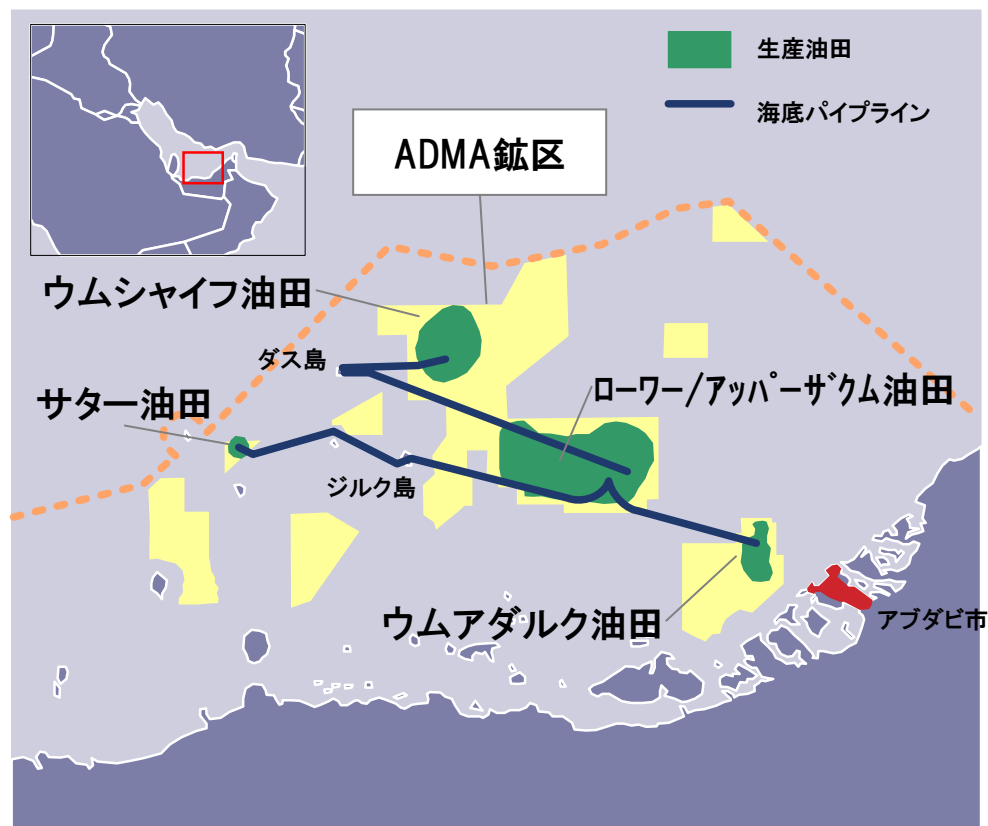 生産油田
海底パイプライン
ADMA鉱区
ウムシャイフ油田
ダス島
サター油田
ローワー/アッパーザクム油田
ジルク島
ウムアダルク油田
アブダビ市